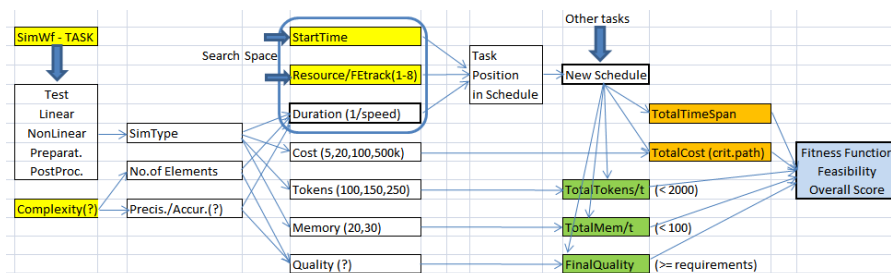 Other tasks
SimWf - TASK
StartTime
Search Space
Task
Position
in Schedule
Resource/FEtrack(1-8)
New Schedule
Test
Linear
NonLinear
Preparat.
PostProc.
Duration (1/speed)
TotalTimeSpan
SimType
Cost (5,20,100,500k)
TotalCost (crit.path)
Fitness Function
Feasibility
Overall Score
No.of Elements
Tokens (100,150,250)
TotalTokens/t
(< 2000)
Complexity(?)
Precis./Accur.(?)
Memory (20,30)
TotalMem/t
(< 100)
Quality (?)
FinalQuality
(>= requirements)